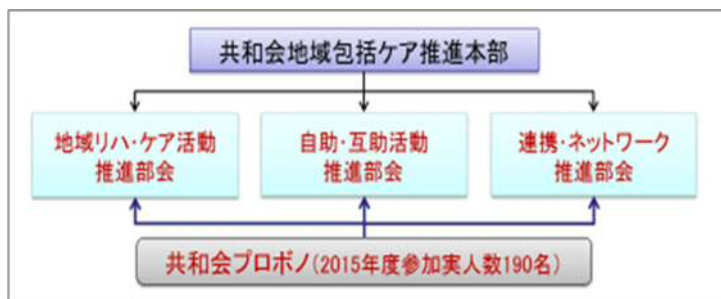 共和会地域包括ケア推進本部
地域リハ・ケア活動
推進部会
自助・互助活動
推進部会
連携・ネットワーク
推進部会
共和会プロボノ(2015年度参加実人数190名)